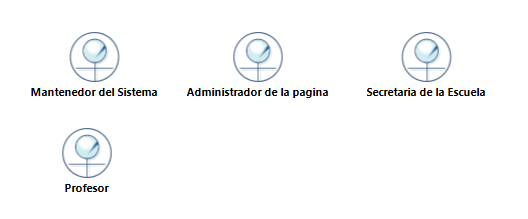 Mantenedor del Sistema
Administrador de la pagina
Secretaria de la Escuela
Profesor